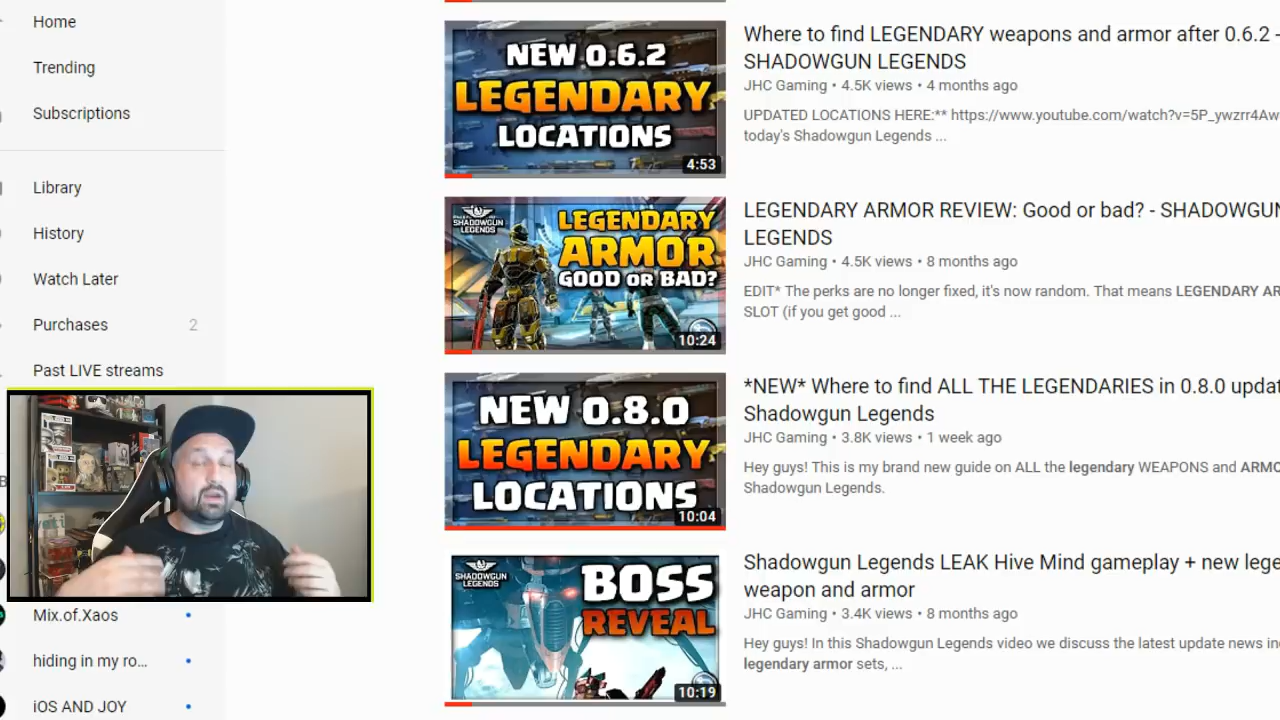 Home
Trending
Subscriptions
Library
History
Watch Later
Purchases 2
Past LIVE streams
Mix.of.Xaos
hiding in my ro...
iOS AND JOY
NEW 0.6.2
LEGENDARY
LOCATIONS
4:53
Where to find LEGENDARY weapons and armor after 0.6.2 -
SHADOWGUN LEGENDS
JHC Gaming • 4.5K views • 4 months ago
UPDATED LOCATIONS HERE:** https://www.youtube.com/watch?v=5P_ywzrr4Aw
today's Shadowgun Legends ...
SHADOWGUN
LEGENDS
LEGENDARY
ARMOR
GOOD OR BAD?
10:24
LEGENDARY ARMOR REVIEW: Good or bad? - SHADOWGUN
LEGENDS
JHC Gaming • 4.5K views • 8 months ago
EDIT* The perks are no longer fixed, it's now random. That means LEGENDARY AR
SLOT (if you get good ...
NEW 0.8.0
LEGENDARY
LOCATIONS
10:04
*NEW* Where to find ALL THE LEGENDARIES in 0.8.0 updat
Shadowgun Legends
JHC Gaming • 3.8K views • 1 week ago
Hey guys! This is my brand new guide on ALL the legendary WEAPONS and ARMO
Shadowgun Legends.
SHADOWGUN
LEGENDS
BOSS
REVEAL
10:19
Shadowgun Legends LEAK Hive Mind gameplay + new lege
weapon and armor
JHC Gaming • 3.4K views • 8 months ago
Hey guys! In this Shadowgun Legends video we discuss the latest update news in
legendary armor sets, ...